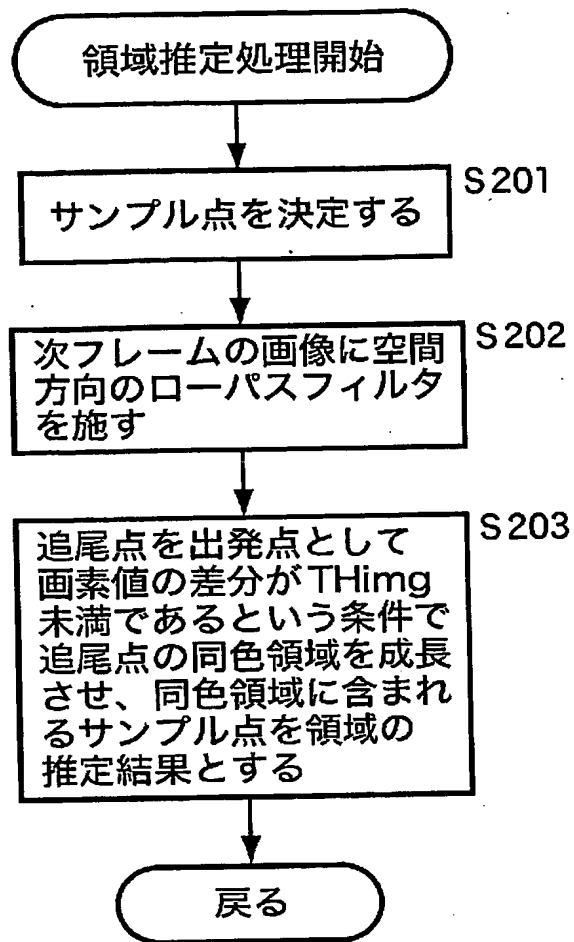 領域推定処理開始
サンプル点を決定する
S201
次フレームの画像に空間
方向のローパスフィルタ
を施す
S202
追尾点を出発点として
画素値の差分がTHimg
未満であるという条件で
追尾点の同色領域を成長
させ、同色領域に含まれ
るサンプル点を領域の
推定結果とする
S203
戻る